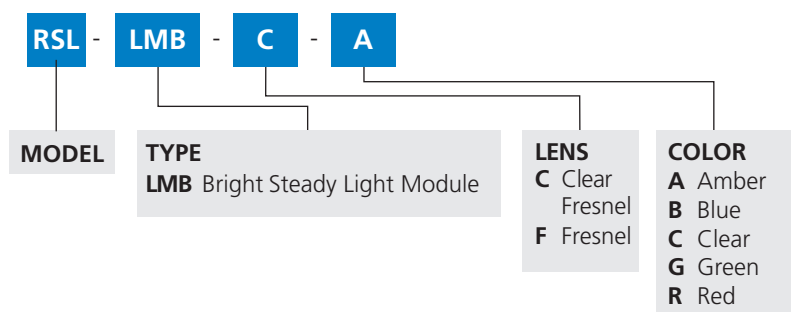 RSL - LMB - C - A
MODEL
TYPE
LMB Bright Steady Light Module
LENS
C Clear
Fresnel
F Fresnel
COLOR
A Amber
B Blue
C Clear
G Green
R Red